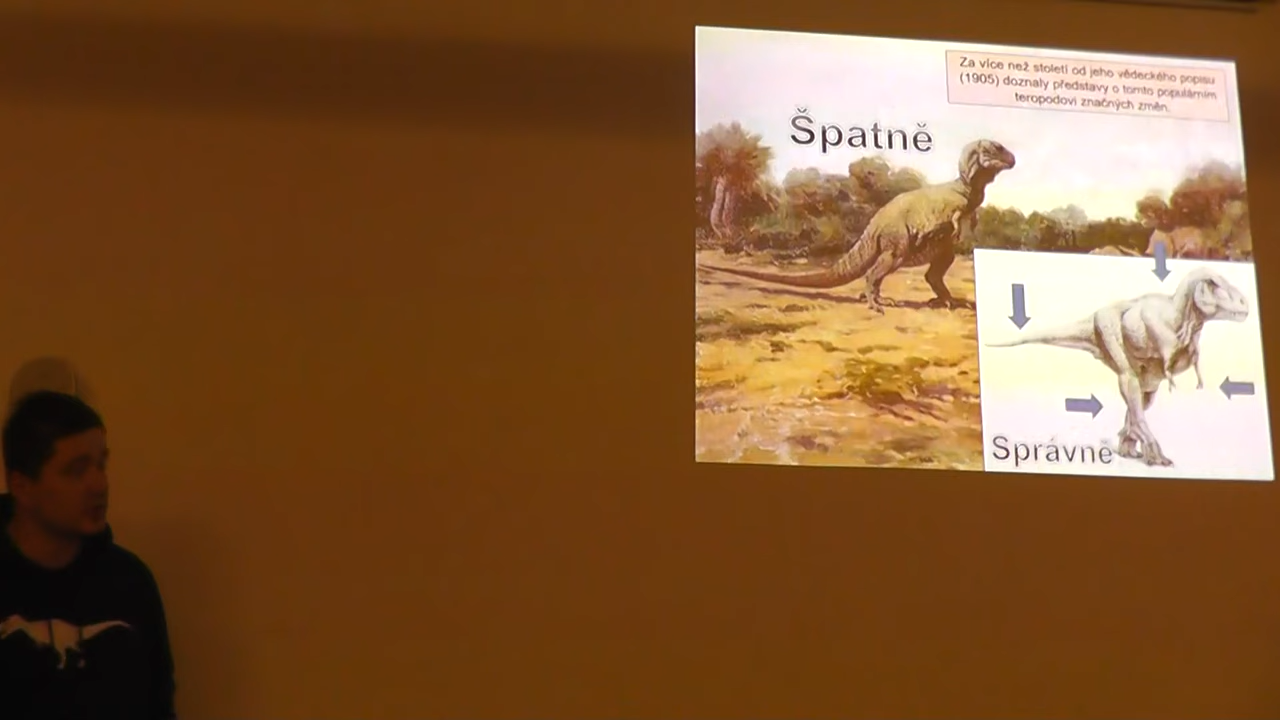 Za více než století od jeho vědeckého popisu
(1905) doznaly představy o tomto populárním
teropodovi značných změn.
Špatně
Správně